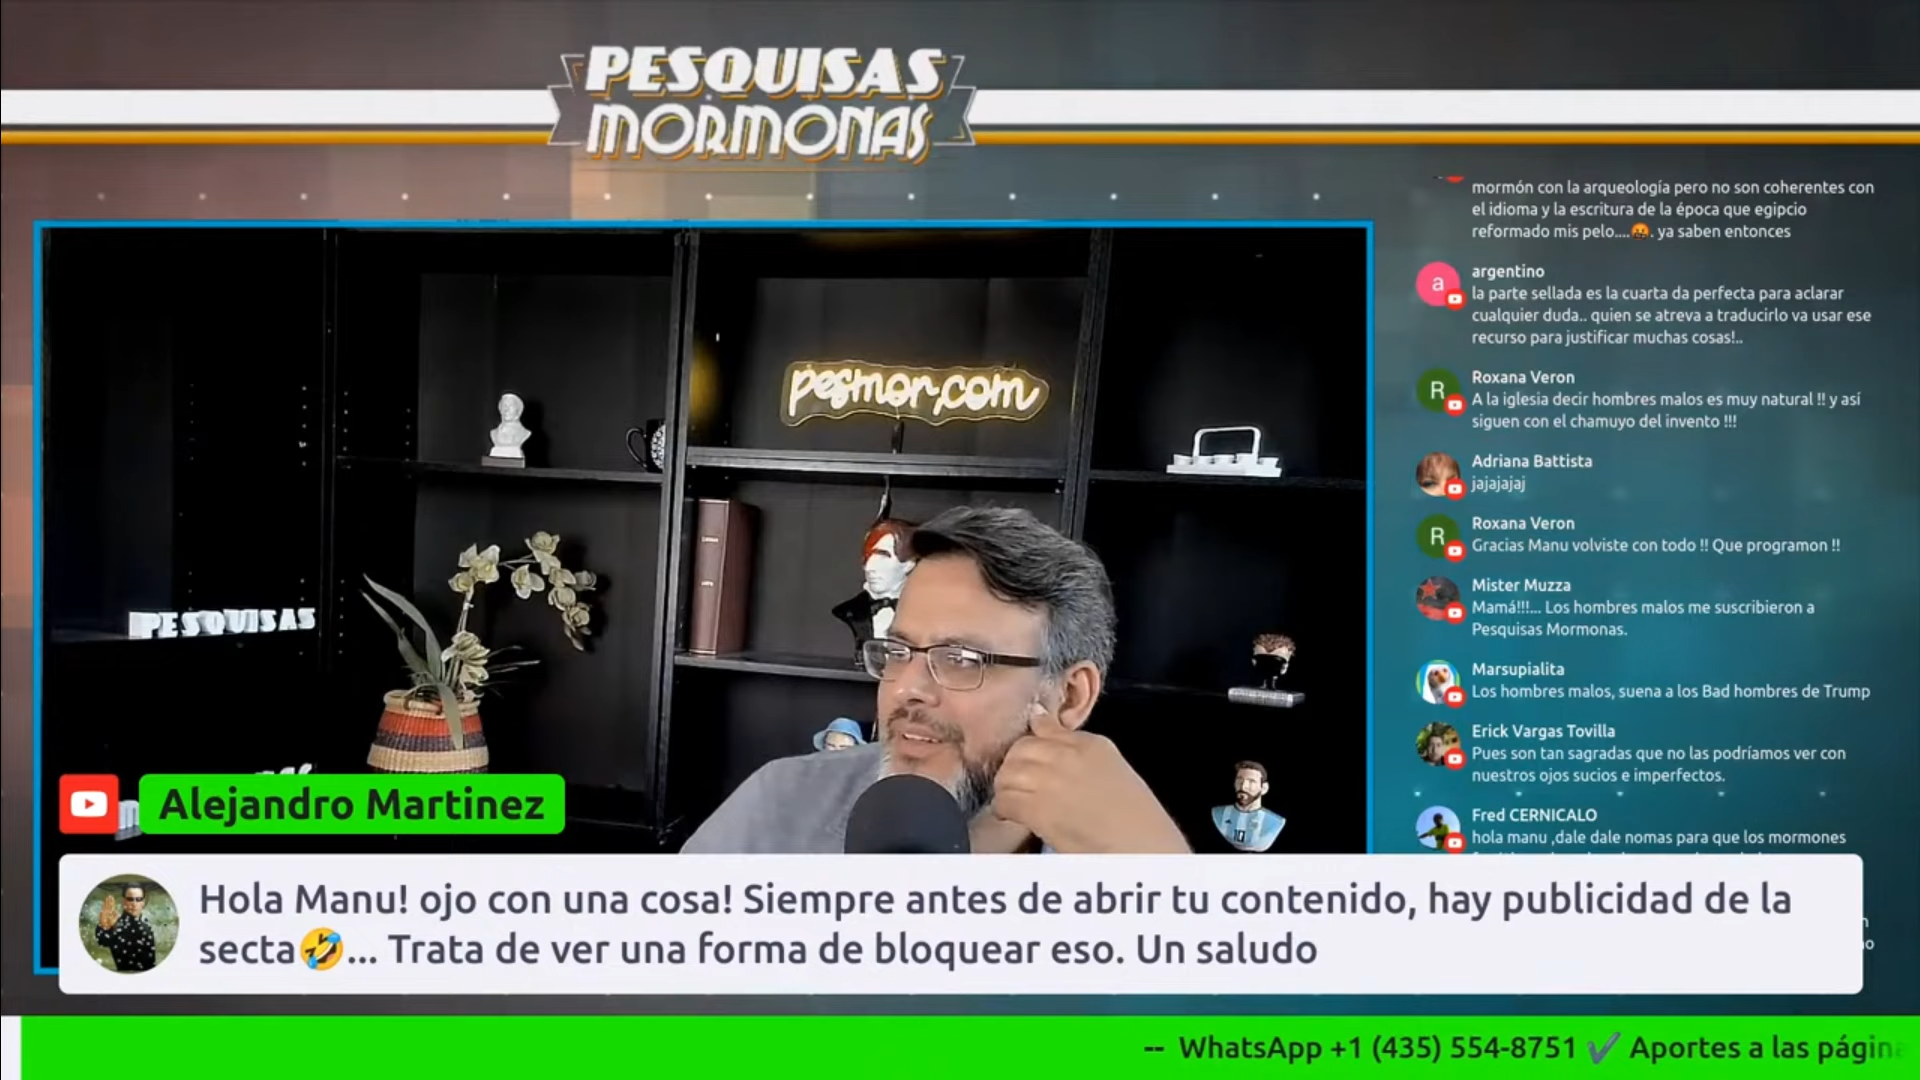 PESQUISAS
MORMONAS
mormón con la arqueología pero no son coherentes con
el idioma y la escritura de la época que egipcio
reformado mis pelo....🤬. ya saben entonces
a
argentino
la parte sellada es la cuarta da perfecta para aclarar
cualquier duda.. quien se atreva a traducirlo va usar ese
recurso para justificar muchas cosas!..
R
Roxana Veron
A la iglesia decir hombres malos es muy natural !! y así
siguen con el chamuyo del invento !!!
Adriana Battista
jajajajaj
R
Roxana Veron
Gracias Manu volviste con todo !! Que programon !!
Mister Muzza
Mamá!!!... Los hombres malos me suscribieron a
Pesquisas Mormonas.
Marsupialita
Los hombres malos, suena a los Bad hombres de Trump
Erick Vargas Tovilla
Pues son tan sagradas que no las podríamos ver con
nuestros ojos sucios e imperfectos.
Fred CERNICALO
hola manu ,dale dale nomas para que los mormones
pesmor.com
PESQUISAS
10
Alejandro Martinez
Hola Manu! ojo con una cosa! Siempre antes de abrir tu contenido, hay publicidad de la
secta🤣... Trata de ver una forma de bloquear eso. Un saludo
-- WhatsApp +1 (435) 554-8751 ✔ Aportes a las página